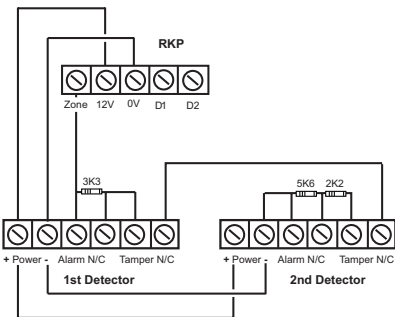 RKP
Zone 12V 0V D1 D2
3K3
5K6 2K2
+ Power - Alarm N/C Tamper N/C
+ Power - Alarm N/C Tamper N/C
1st Detector
2nd Detector